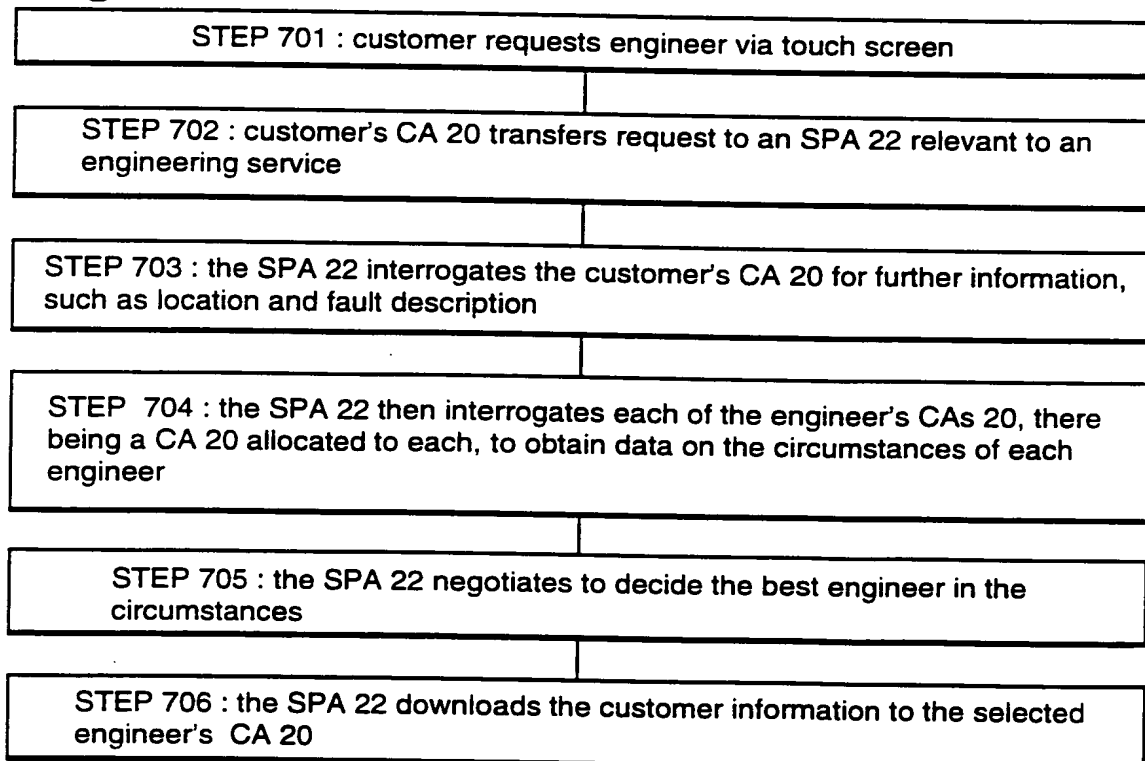 STEP 701 : customer requests engineer via touch screen
STEP 702 : customer's CA 20 transfers request to an SPA 22 relevant to an
engineering service
STEP 703 : the SPA 22 interrogates the customer's CA 20 for further information,
such as location and fault description
STEP 704 : the SPA 22 then interrogates each of the engineer's CAs 20, there
being a CA 20 allocated to each, to obtain data on the circumstances of each
engineer
STEP 705 : the SPA 22 negotiates to decide the best engineer in the
circumstances
STEP 706 : the SPA 22 downloads the customer information to the selected
engineer's CA 20